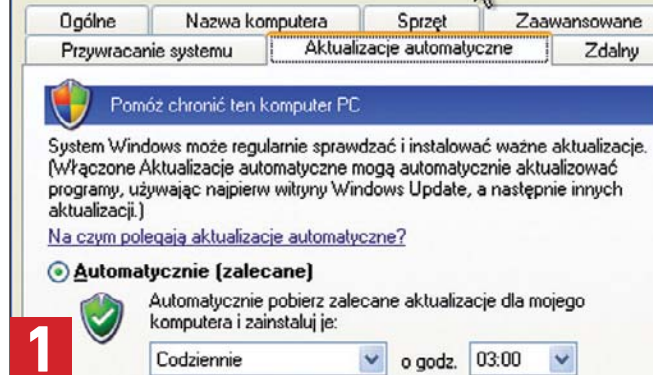 Ogólne Nazwa komputera Sprzęt Zaawansowane
Przywracanie systemu Aktualizacje automatyczne Zdalny
Pomóż chronić ten komputer PC
System Windows może regularnie sprawdzać i instalować ważne aktualizacje.
(Włączone Aktualizacje automatyczne mogą automatycznie aktualizować
programy, używając najpierw witryny Windows Update, a następnie innych
aktualizacji.)
Na czym polegają aktualizacje automatyczne?
Automatycznie (zalecane)
Automatycznie pobierz zalecane aktualizacje dla mojego
komputera i zainstaluj je:
1 Codziennie o godz. 03:00